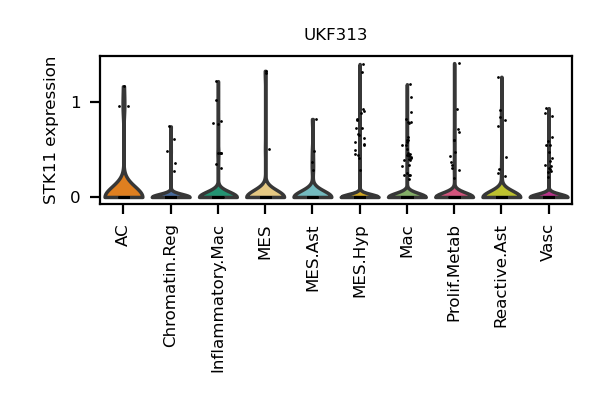 UKF313
STK11 expression
1
0
AC
Chromatin.Reg
Inflammatory.Mac
MES
MES.Ast
MES.Hyp
Mac
Prolif.Metab
Reactive.Ast
Vasc